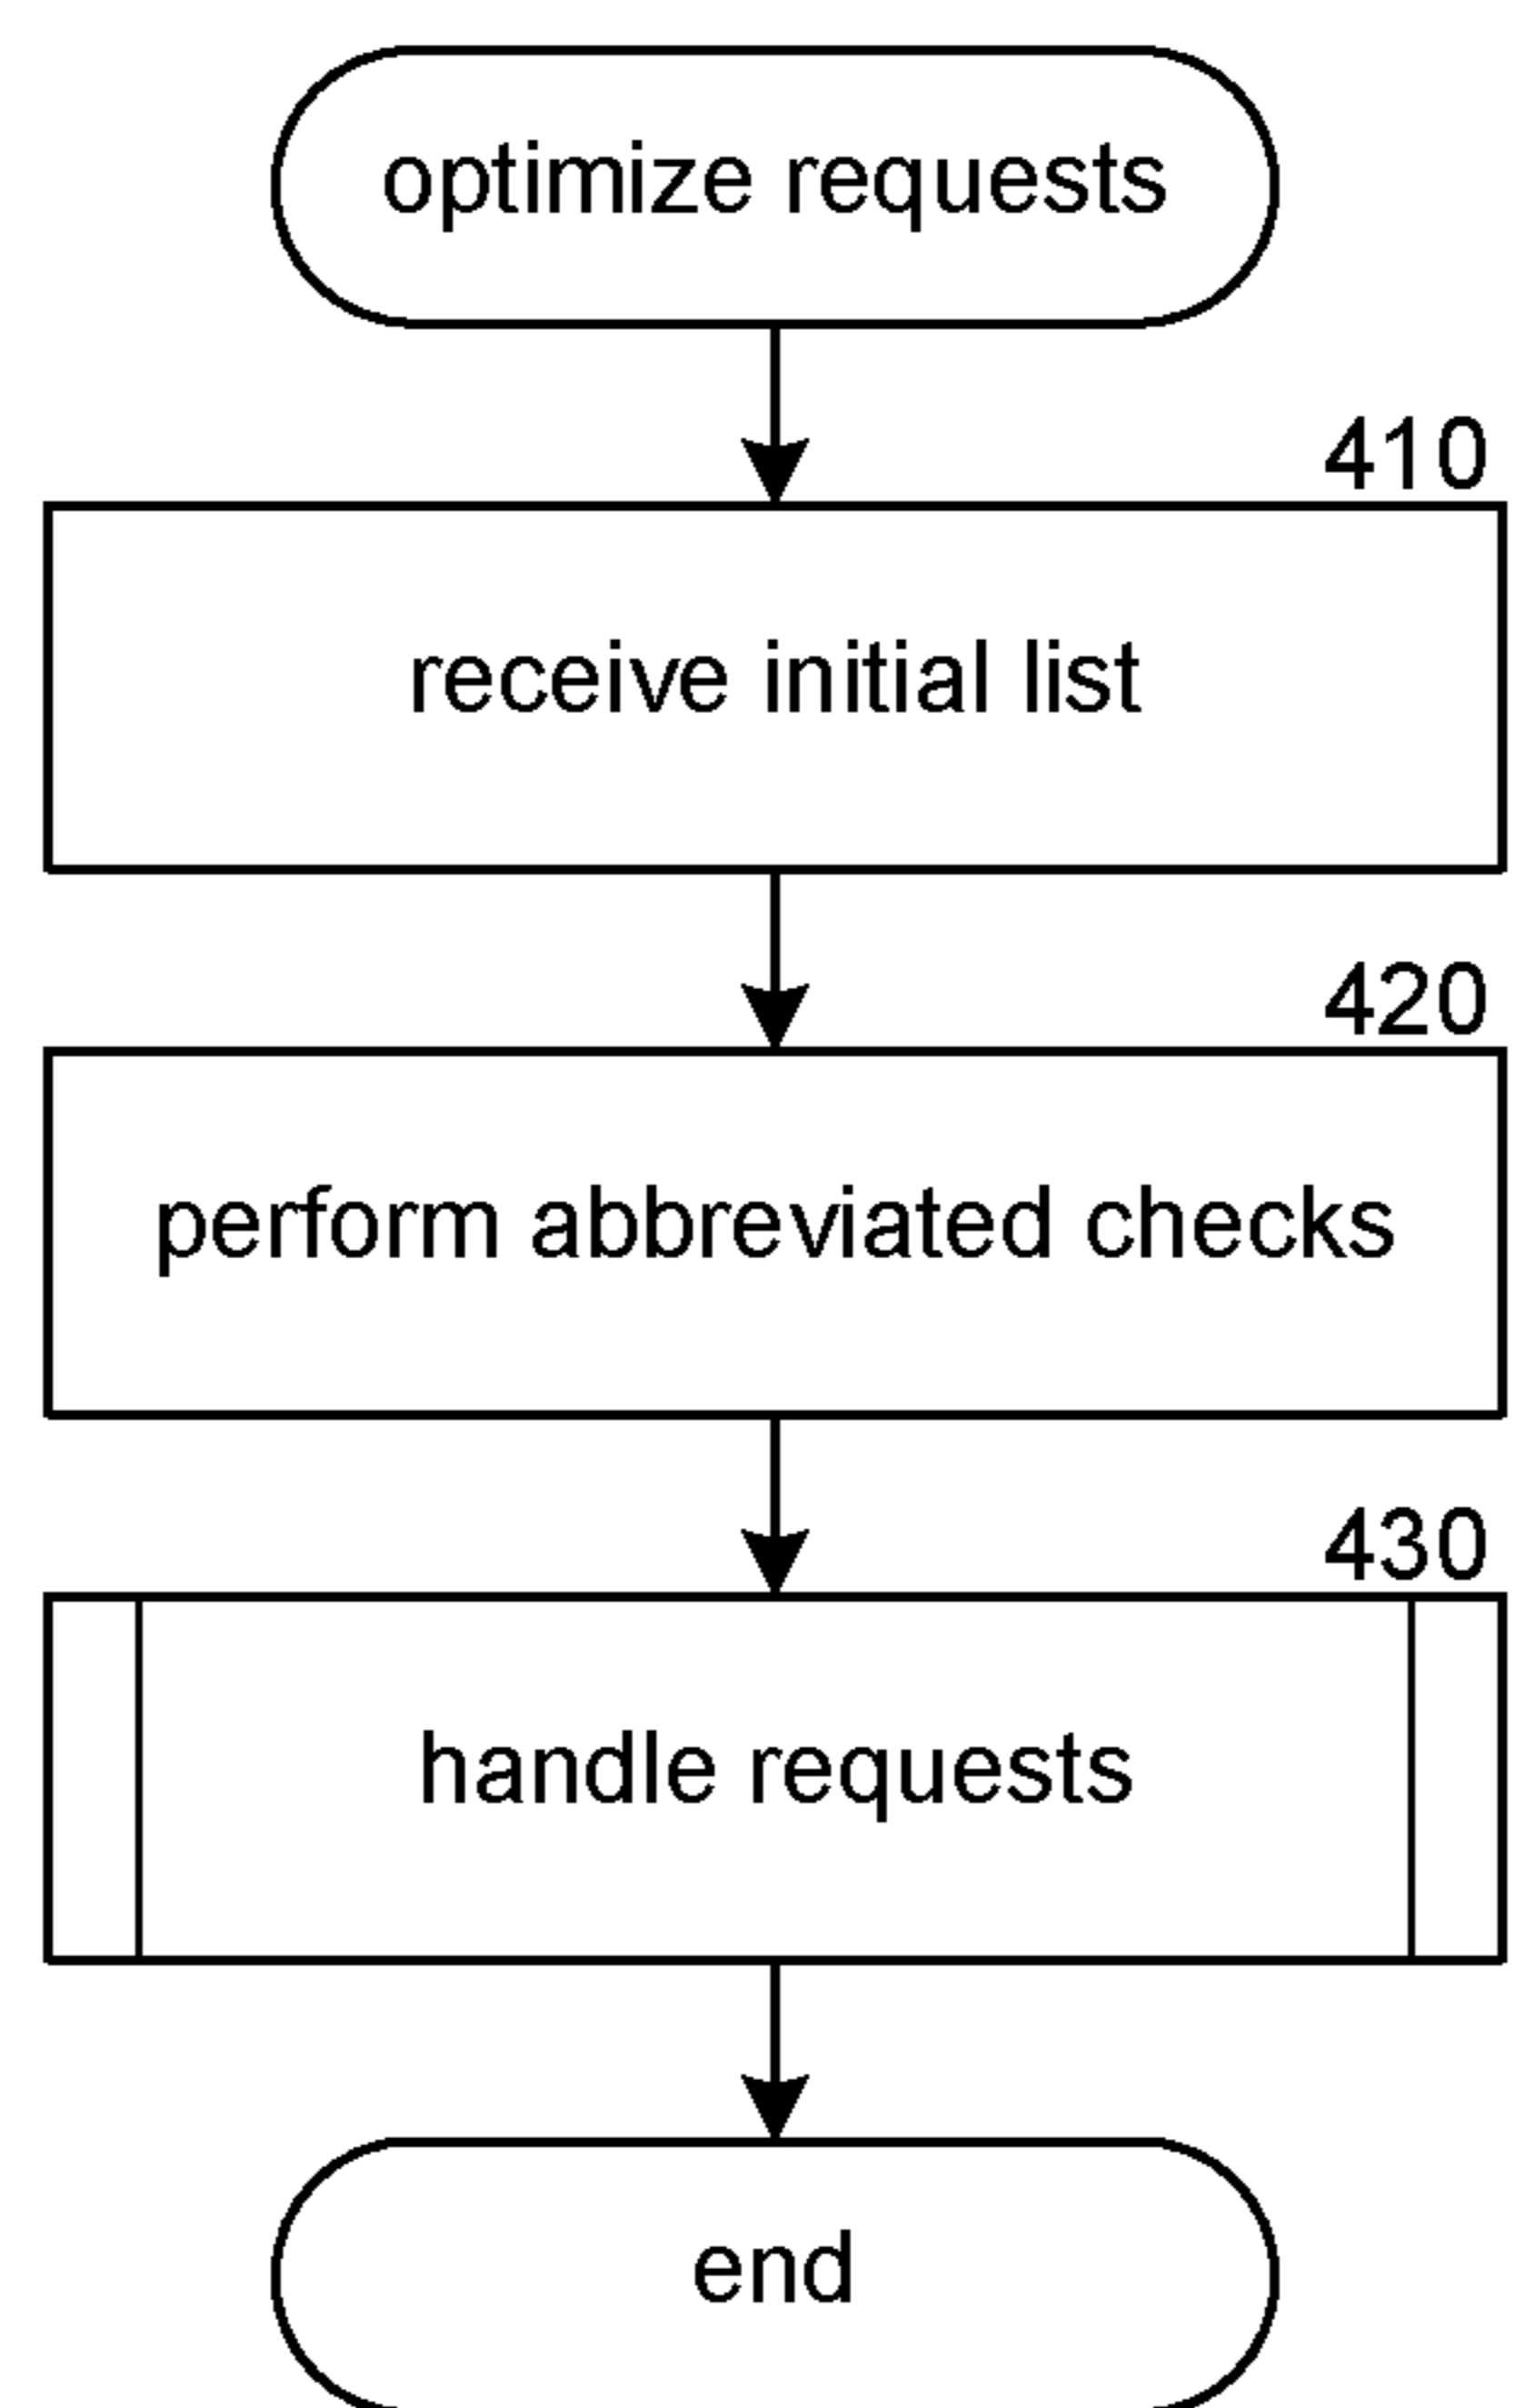 optimize requests
410
receive initial list
420
perform abbreviated checks
430
handle requests
end